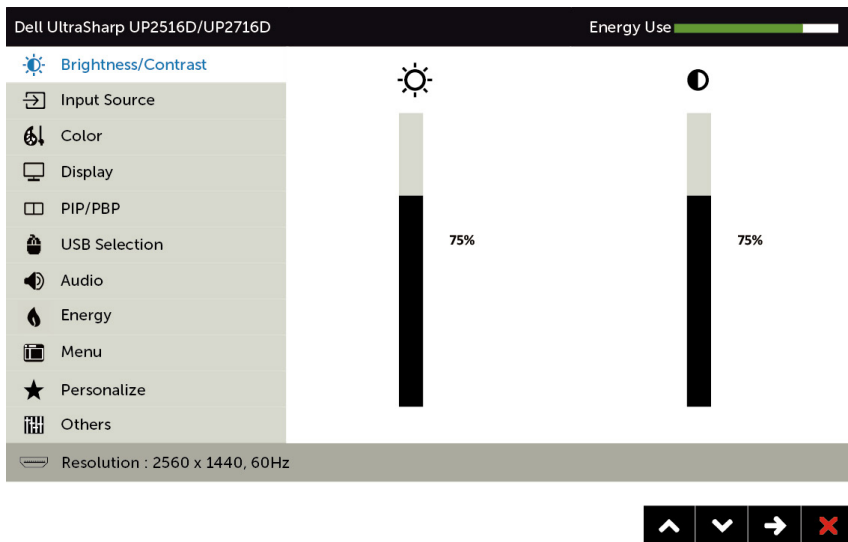 Dell UltraSharp UP2516D/UP2716D
Energy Use
Brightness/Contrast
Input Source
Color
Display
PIP/PBP
USB Selection
Audio
Energy
Menu
Personalize
Others
75%
75%
Resolution : 2560 x 1440, 60Hz